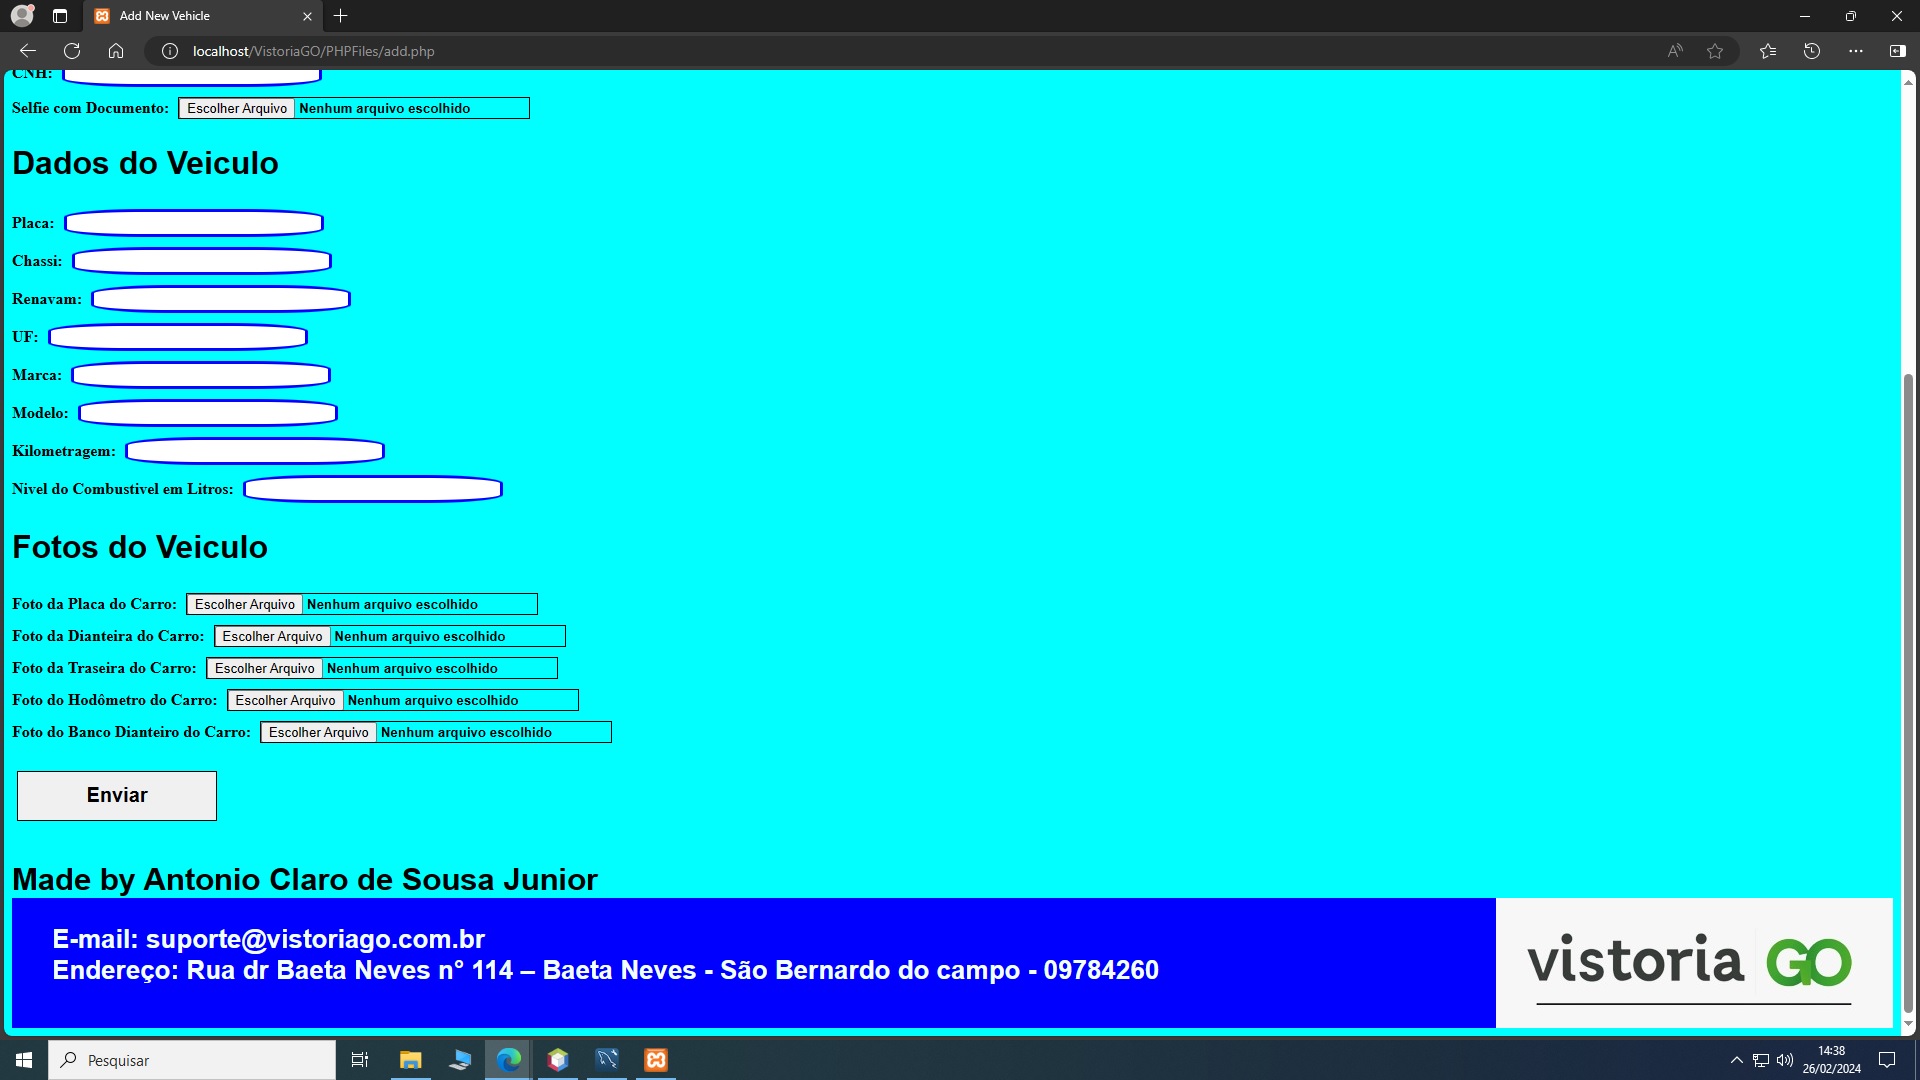 Add New Vehicle
localhost/VistoriaGO/PHPFiles/add.php
CNH:
Selfie com Documento: Escolher Arquivo Nenhum arquivo escolhido
Dados do Veiculo
Placa:
Chassi:
Renavam:
UF:
Marca:
Modelo:
Kilometragem:
Nivel do Combustivel em Litros:
Fotos do Veiculo
Foto da Placa do Carro: Escolher Arquivo Nenhum arquivo escolhido
Foto da Dianteira do Carro: Escolher Arquivo Nenhum arquivo escolhido
Foto da Traseira do Carro: Escolher Arquivo Nenhum arquivo escolhido
Foto do Hodômetro do Carro: Escolher Arquivo Nenhum arquivo escolhido
Foto do Banco Dianteiro do Carro: Escolher Arquivo Nenhum arquivo escolhido
Enviar
Made by Antonio Claro de Sousa Junior
E-mail: suporte@vistoriago.com.br
Endereço: Rua dr Baeta Neves n° 114 – Baeta Neves - São Bernardo do campo - 09784260
vistoria GO
Pesquisar
14:38
26/02/2024